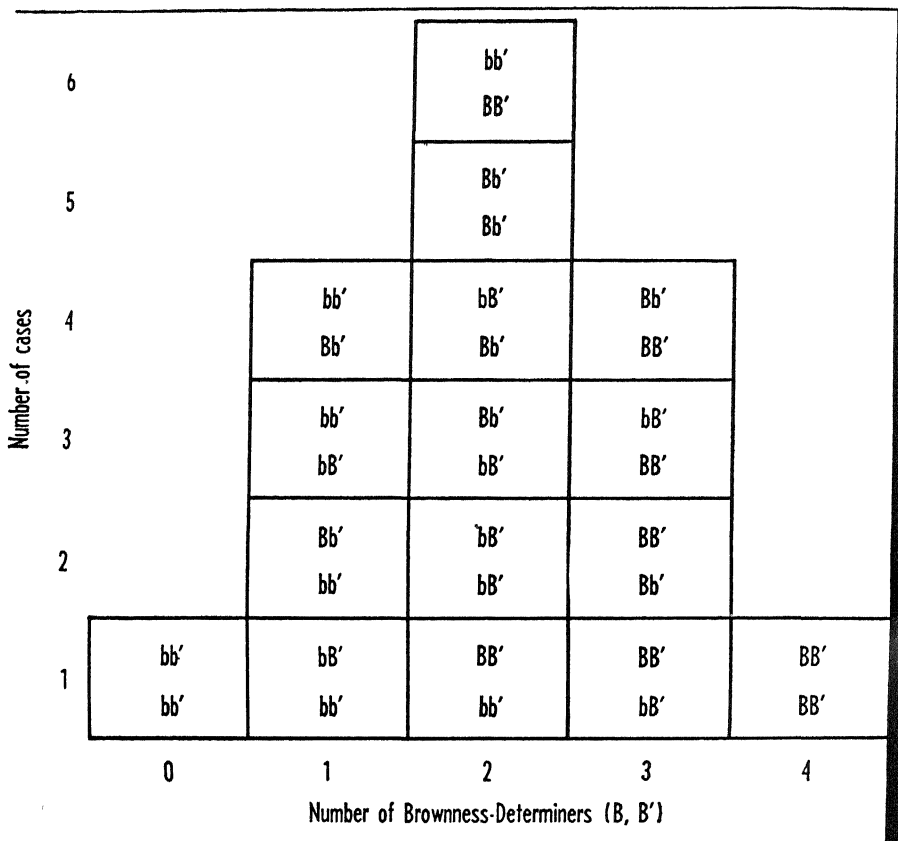 6
bb′
BB′
5
Bb′
Bb′
4
bb′ bB′ Bb′
Bb′ Bb′ BB′
3
bb′ Bb′ bB′
bB′ bB′ BB′
2
Bb′ bB′ BB′
bb′ bB′ Bb′
1
bb′ bB′ BB′ BB′ BB′
bb′ bb′ bb′ bB′ BB′
Number of cases
0 1 2 3 4
Number of Brownness-Determiners (B, B′)